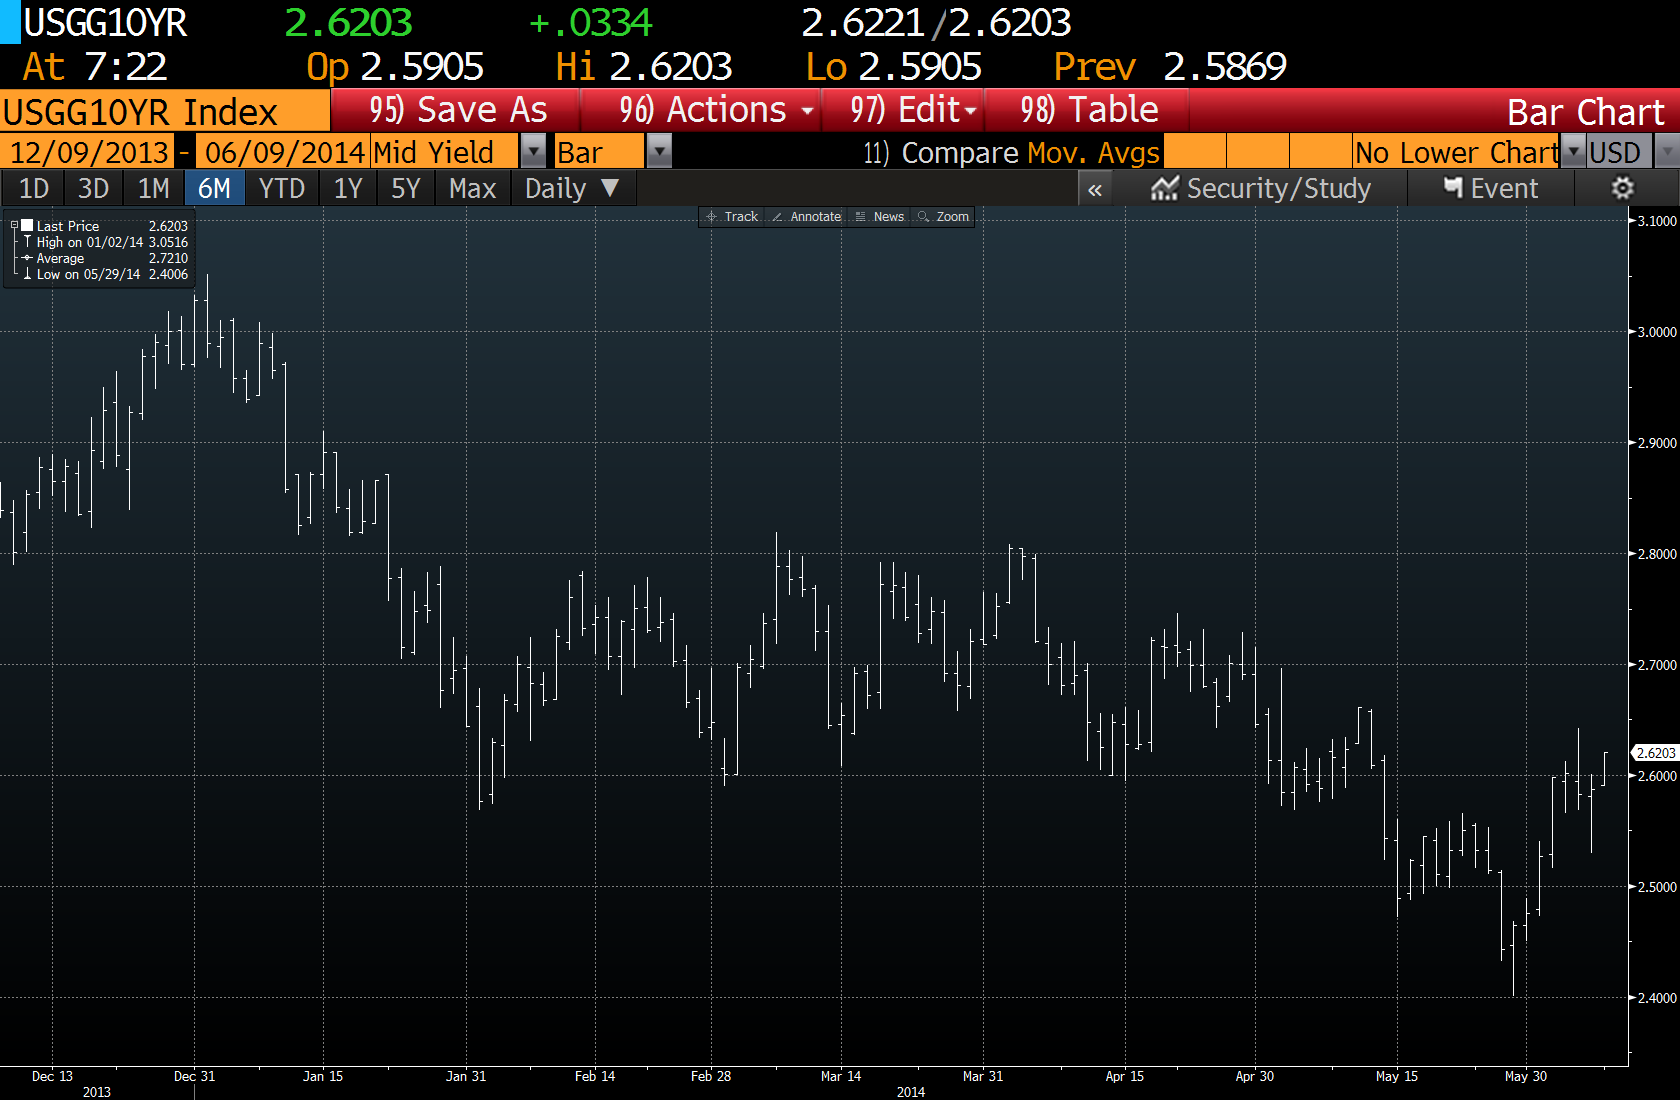 USGG10YR 2.6203 +.0334 2.6221/2.6203
At 7:22 Op 2.5905 Hi 2.6203 Lo 2.5905 Prev 2.5869
USGG10YR Index 95) Save As 96) Actions 97) Edit 98) Table Bar Chart
12/09/2013 - 06/09/2014 Mid Yield Bar 11) Compare Mov. Avgs No Lower Chart USD
1D 3D 1M 6M YTD 1Y 5Y Max Daily « Security/Study Event
Track Annotate News Zoom
Last Price 2.6203
High on 01/02/14 3.0516
Average 2.7210
Low on 05/29/14 2.4006
3.1000
3.0000
2.9000
2.8000
2.7000
2.6203
2.6000
2.5000
2.4000
Dec 13 Dec 31 Jan 15 Jan 31 Feb 14 Feb 28 Mar 14 Mar 31 Apr 15 Apr 30 May 15 May 30
2013 2014